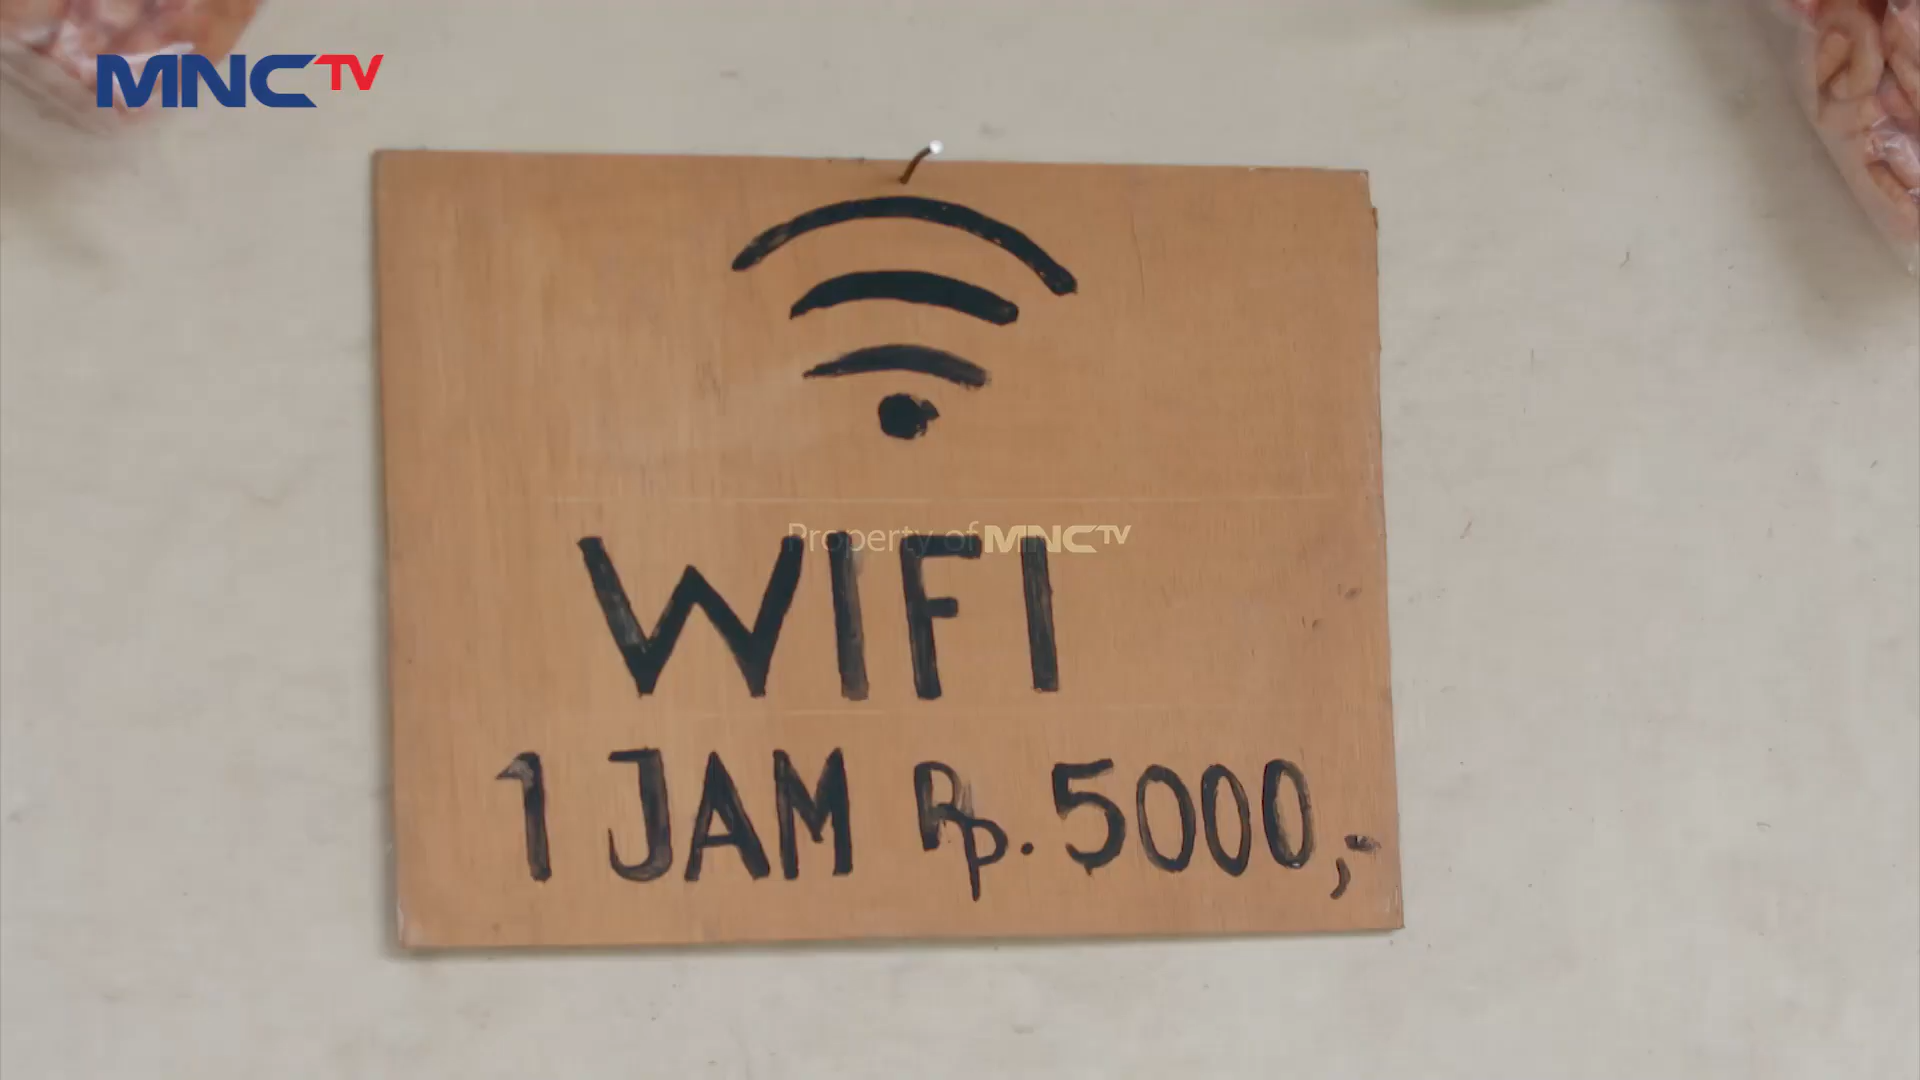 MNCTV
Property of MNCTV
WIFI
1 JAM Rp. 5000,-